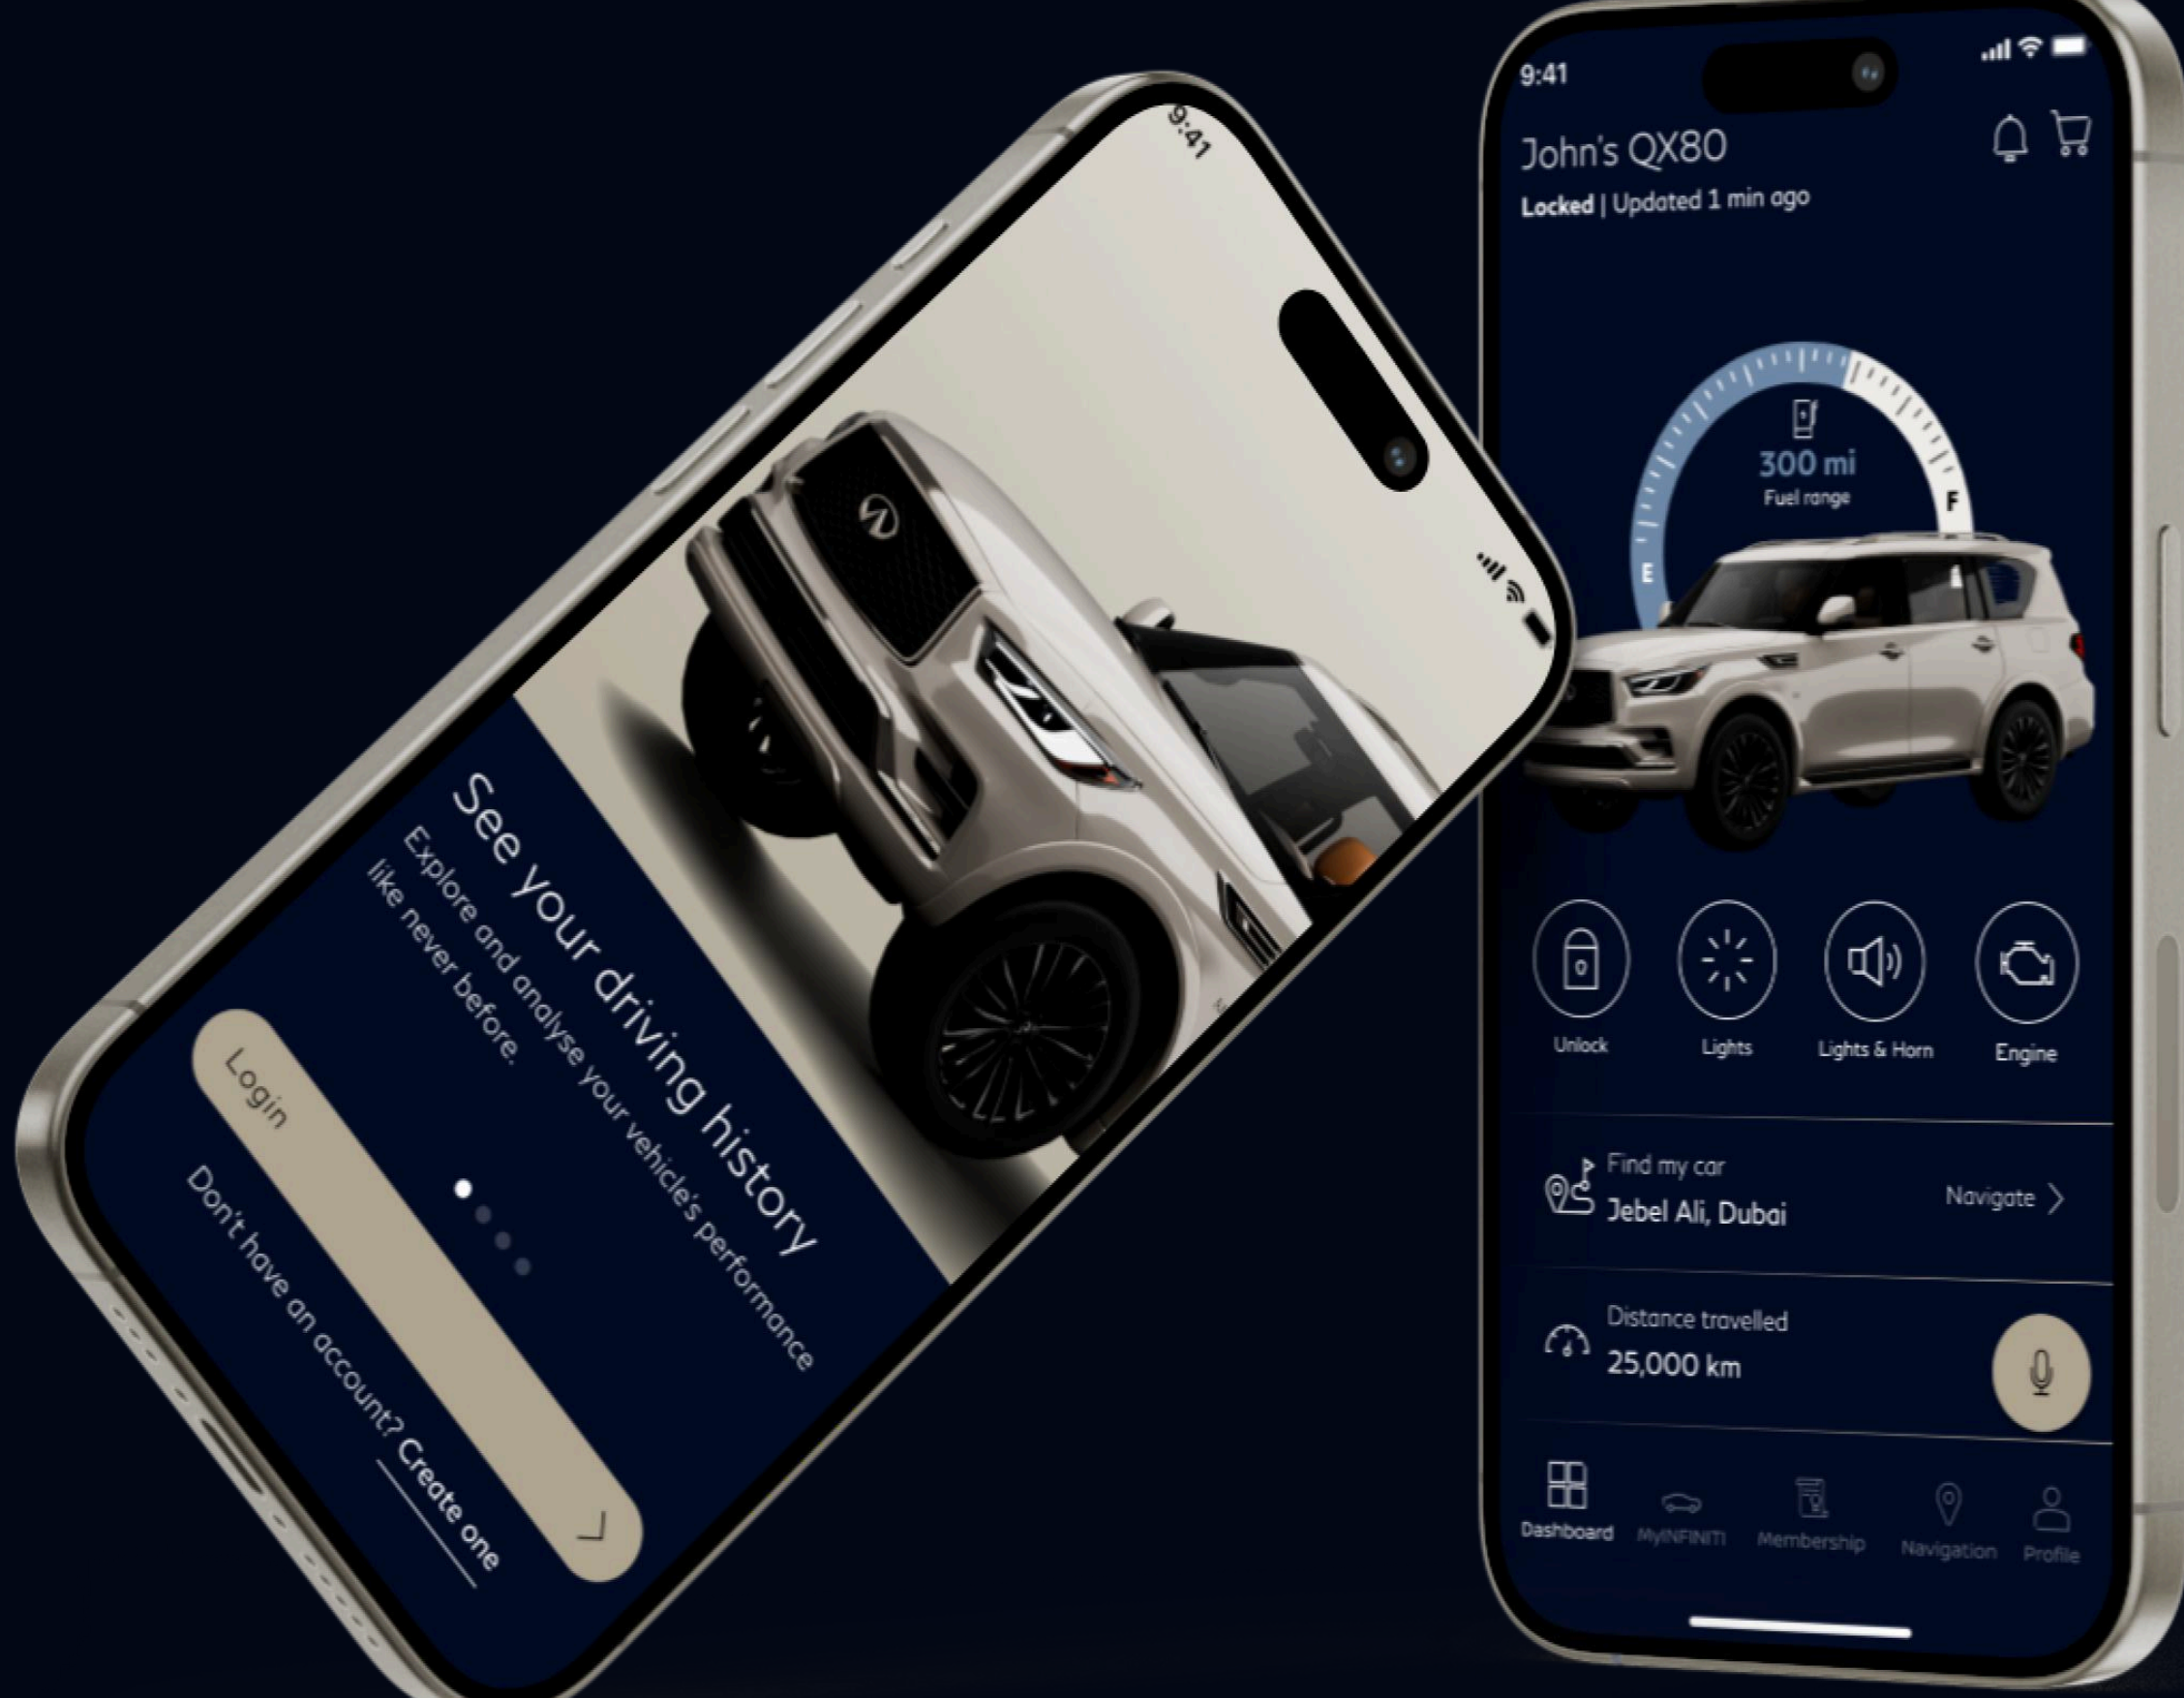 9:41
See your driving history
Explore and analyse your vehicle's performance
like never before.
Login
Don't have an account? Create one
9:41
John's QX80
Locked | Updated 1 min ago
300 mi
Fuel range
E
F
Unlock
Lights
Lights & Horn
Engine
Find my car
Jebel Ali, Dubai
Navigate
Distance travelled
25,000 km
Dashboard
MyINFINITI
Membership
Navigation
Profile